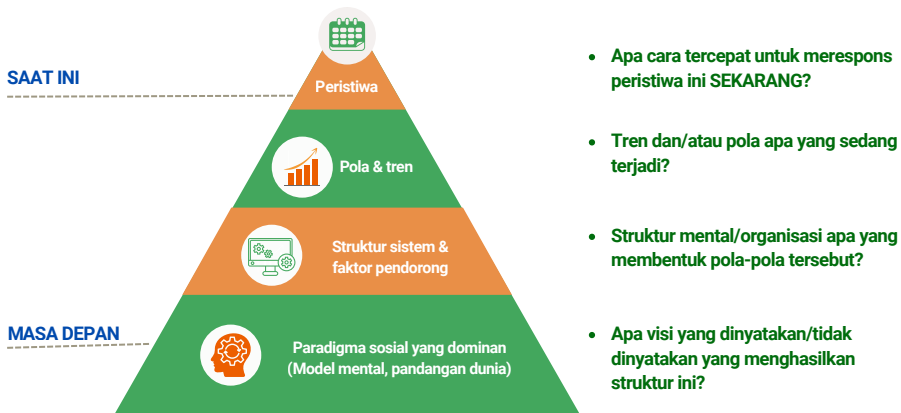 SAAT INI
Peristiwa
• Apa cara tercepat untuk merespons
peristiwa ini SEKARANG?
Pola & tren
• Tren dan/atau pola apa yang sedang
terjadi?
Struktur sistem &
faktor pendorong
• Struktur mental/organisasi apa yang
membentuk pola-pola tersebut?
MASA DEPAN
Paradigma sosial yang dominan
(Model mental, pandangan dunia)
• Apa visi yang dinyatakan/tidak
dinyatakan yang menghasilkan
struktur ini?